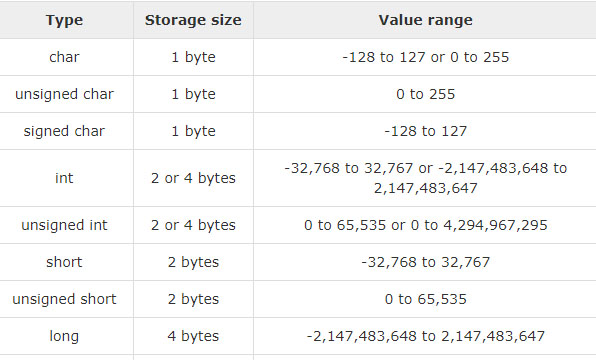 Type Storage size Value range
char 1 byte -128 to 127 or 0 to 255
unsigned char 1 byte 0 to 255
signed char 1 byte -128 to 127
int 2 or 4 bytes -32,768 to 32,767 or -2,147,483,648 to
2,147,483,647
unsigned int 2 or 4 bytes 0 to 65,535 or 0 to 4,294,967,295
short 2 bytes -32,768 to 32,767
unsigned short 2 bytes 0 to 65,535
long 4 bytes -2,147,483,648 to 2,147,483,647